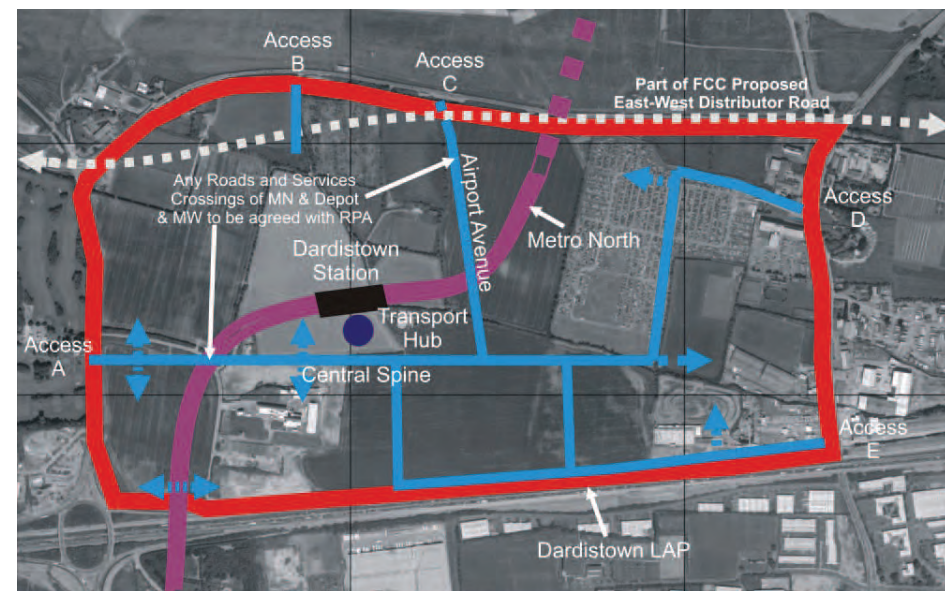 Access
B
Access
C
Part of FCC Proposed
East-West Distributor Road
Any Roads and Services
Crossings of MN & Depot
& MW to be agreed with RPA
Airport Avenue
Access
D
Metro North
Dardistown
Station
Transport
Hub
Access
A
Central Spine
Access
E
Dardistown LAP